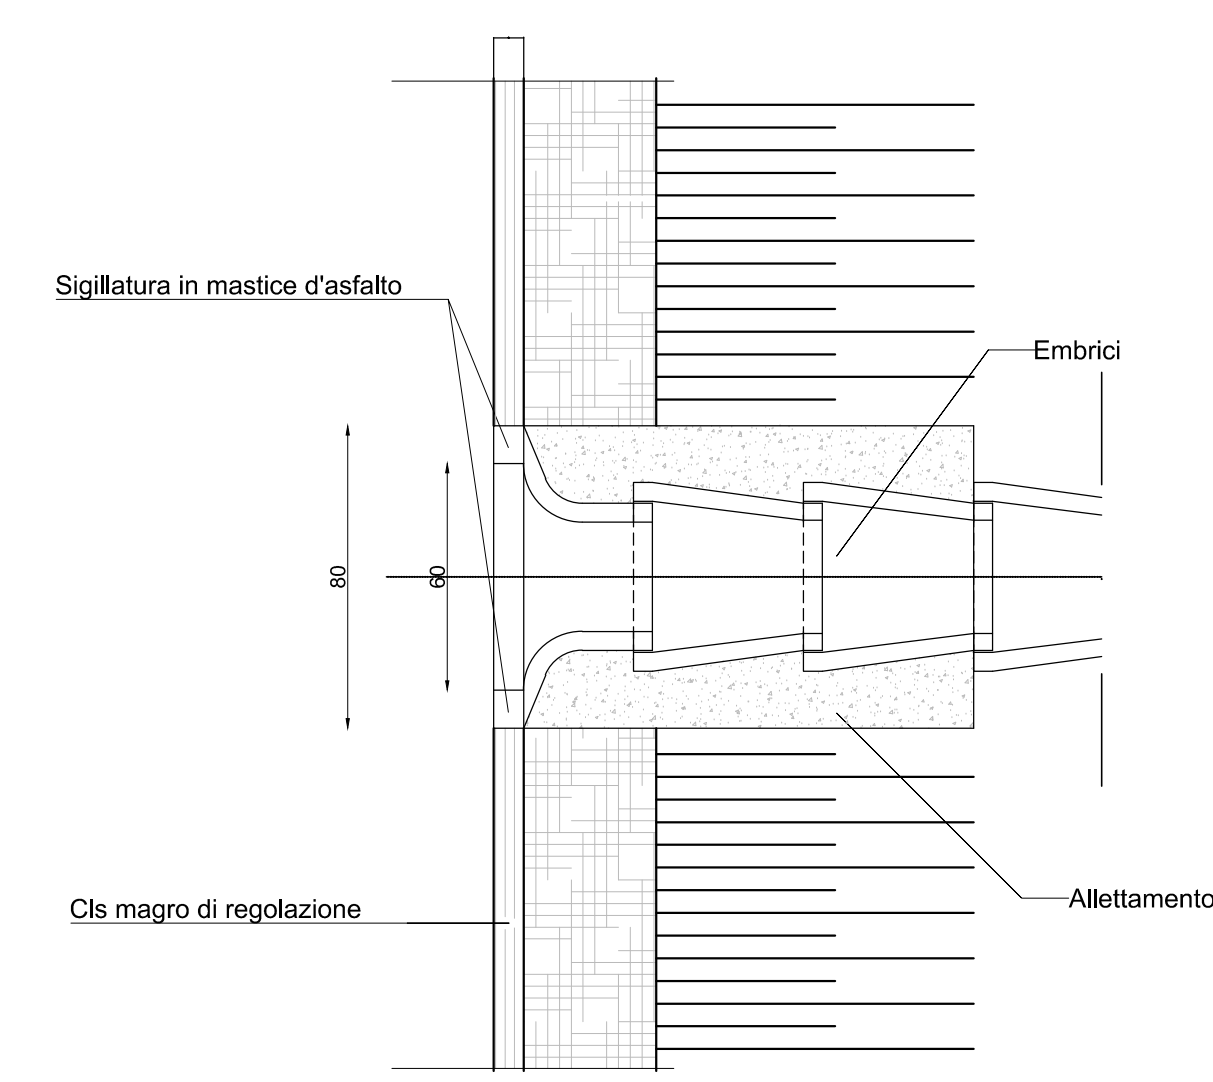 Sigillatura in mastice d'asfalto
Embrici
80
60
Cls magro di regolazione
Allettamento